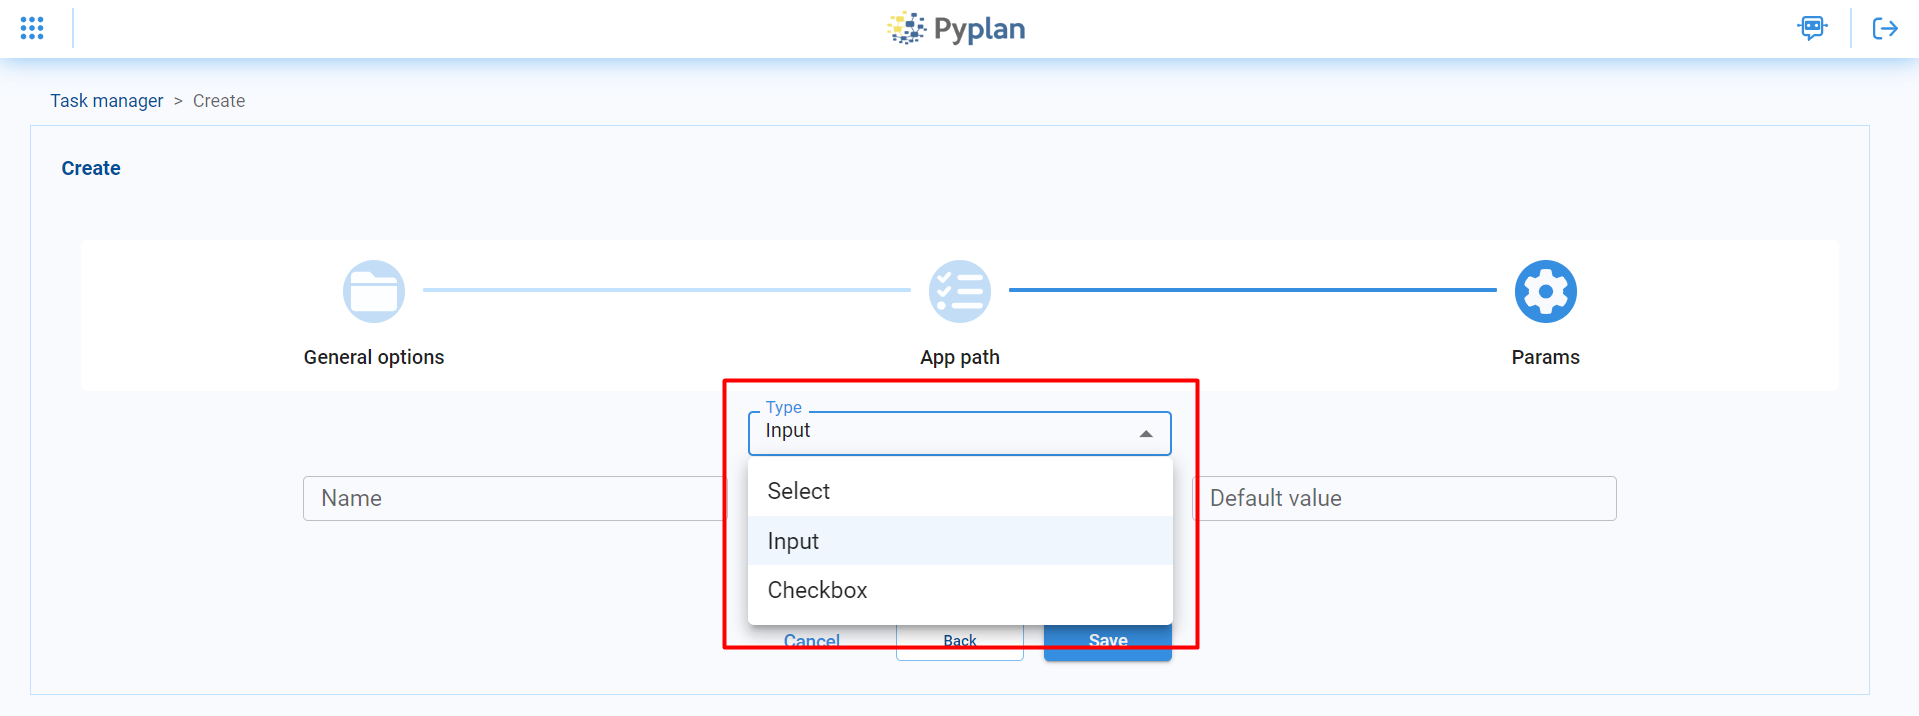 Pyplan
Task manager > Create
Create
General options
App path
Params
Type
Input
Name
Default value
Select
Input
Checkbox
Cancel
Back
Save